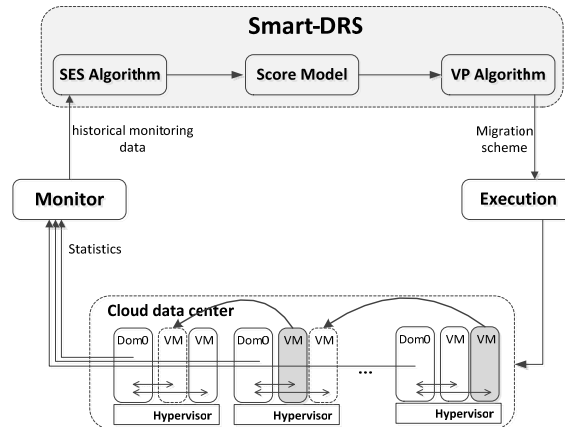 Smart-DRS
SES Algorithm
Score Model
VP Algorithm
historical monitoring
data
Migration
scheme
Monitor
Execution
Statistics
Cloud data center
Dom0 VM VM
Dom0 VM VM
Dom0 VM VM
...
Hypervisor
Hypervisor
Hypervisor